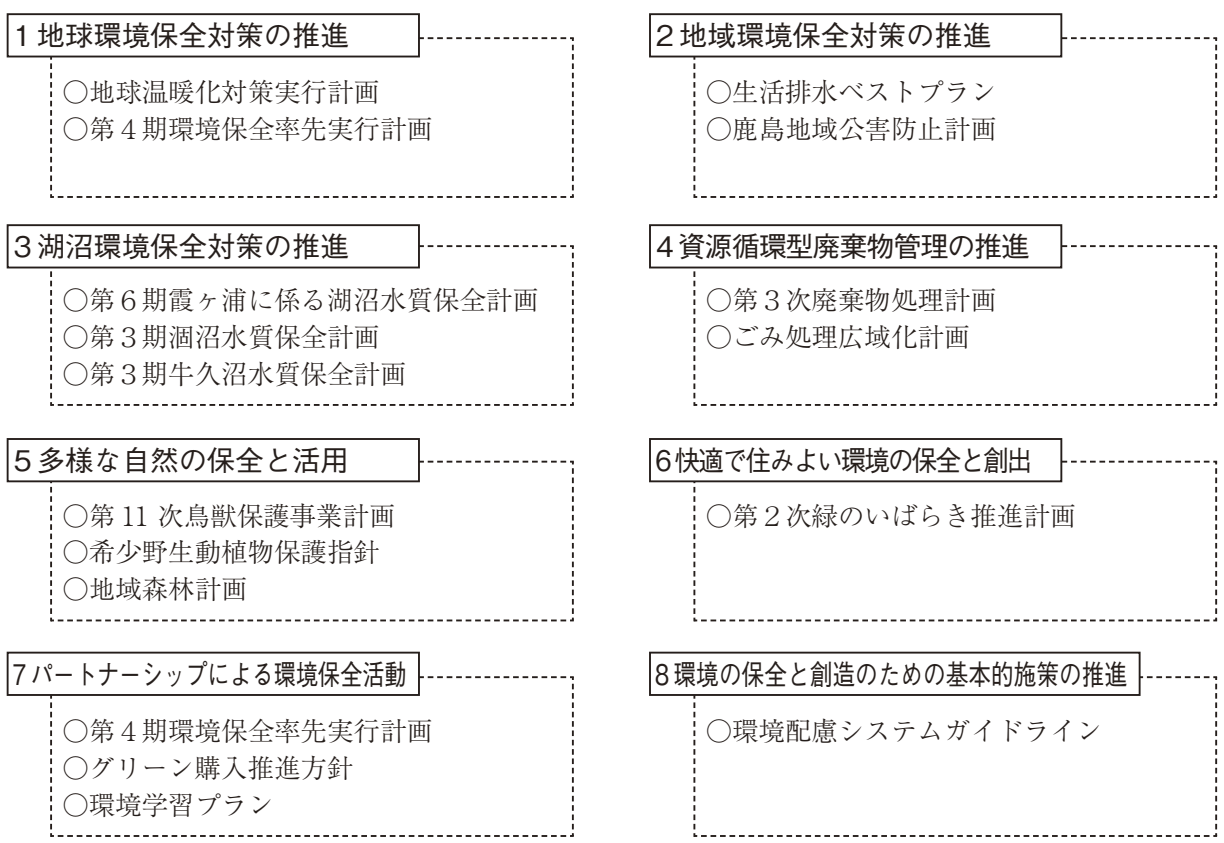 1 地球環境保全対策の推進
○地球温暖化対策実行計画
○第4期環境保全率先実行計画
2 地域環境保全対策の推進
○生活排水ベストプラン
○鹿島地域公害防止計画
3 湖沼環境保全対策の推進
○第6期霞ヶ浦に係る湖沼水質保全計画
○第3期涸沼水質保全計画
○第3期牛久沼水質保全計画
4 資源循環型廃棄物管理の推進
○第3次廃棄物処理計画
○ごみ処理広域化計画
5 多様な自然の保全と活用
○第 11 次鳥獣保護事業計画
○希少野生動植物保護指針
○地域森林計画
6 快適で住みよい環境の保全と創出
○第2次緑のいばらき推進計画
7 パートナーシップによる環境保全活動
○第4期環境保全率先実行計画
○グリーン購入推進方針
○環境学習プラン
8 環境の保全と創造のための基本的施策の推進
○環境配慮システムガイドライン